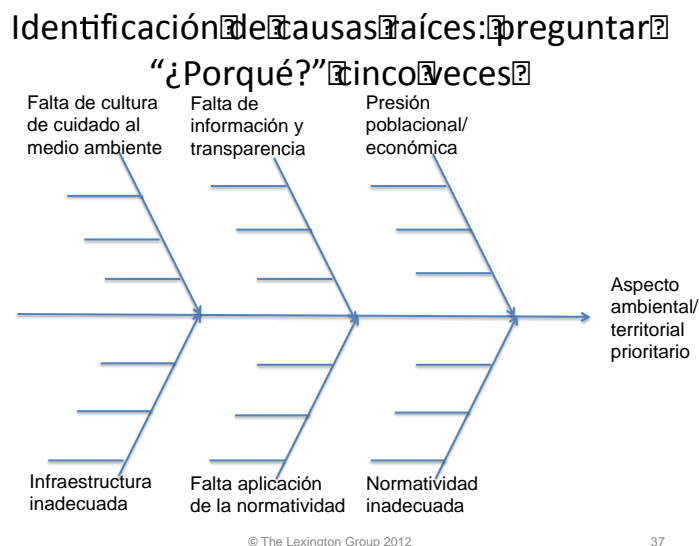 Identificación de causas raíces: preguntar
“¿Porqué?” cinco veces
Falta de cultura
de cuidado al
medio ambiente
Falta de
información y
transparencia
Presión
poblacional/
económica
Aspecto
ambiental/
territorial
prioritario
Infraestructura
inadecuada
Falta aplicación
de la normatividad
Normatividad
inadecuada
© The Lexington Group 2012
37